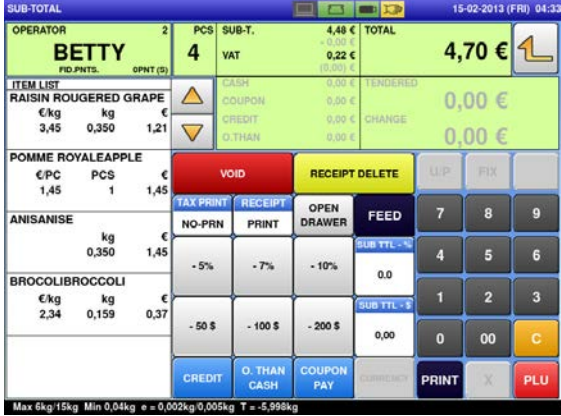 SUB-TOTAL 15-02-2013 (FRI) 04:33
OPERATOR 2
BETTY
FID.PNTS. 0PNT (S)
PCS
4
SUB-T. 4,48 €
- 0,00 €
VAT 0,22 €
(0,00) €
TOTAL
4,70 €
ITEM LIST
RAISIN ROUGERED GRAPE
€/kg kg €
3,45 0,350 1,21
CASH 0,00 €
COUPON 0,00 €
CREDIT 0,00 €
O.THAN 0,00 €
TENDERED
0,00 €
CHANGE
0,00 €
POMME ROYALEAPPLE
€/PC PCS €
1,45 1 1,45
ANISANISE
kg €
0,350 1,45
BROCOLIBROCCOLI
€/kg kg €
2,34 0,159 0,37
VOID RECEIPT DELETE U/P FIX
TAX PRINT
NO-PRN
RECEIPT
PRINT
OPEN
DRAWER
FEED
7 8 9
- 5% - 7% - 10%
SUB TTL - %
0.0
4 5 6
- 50 $ - 100 $ - 200 $
SUB TTL - $
0,00
1 2 3
0 00 C
CREDIT
O. THAN
CASH
COUPON
PAY
CURRENCY
PRINT X PLU
Max 6kg/15kg Min 0,04kg e = 0,002kg/0,005kg T = -5,998kg